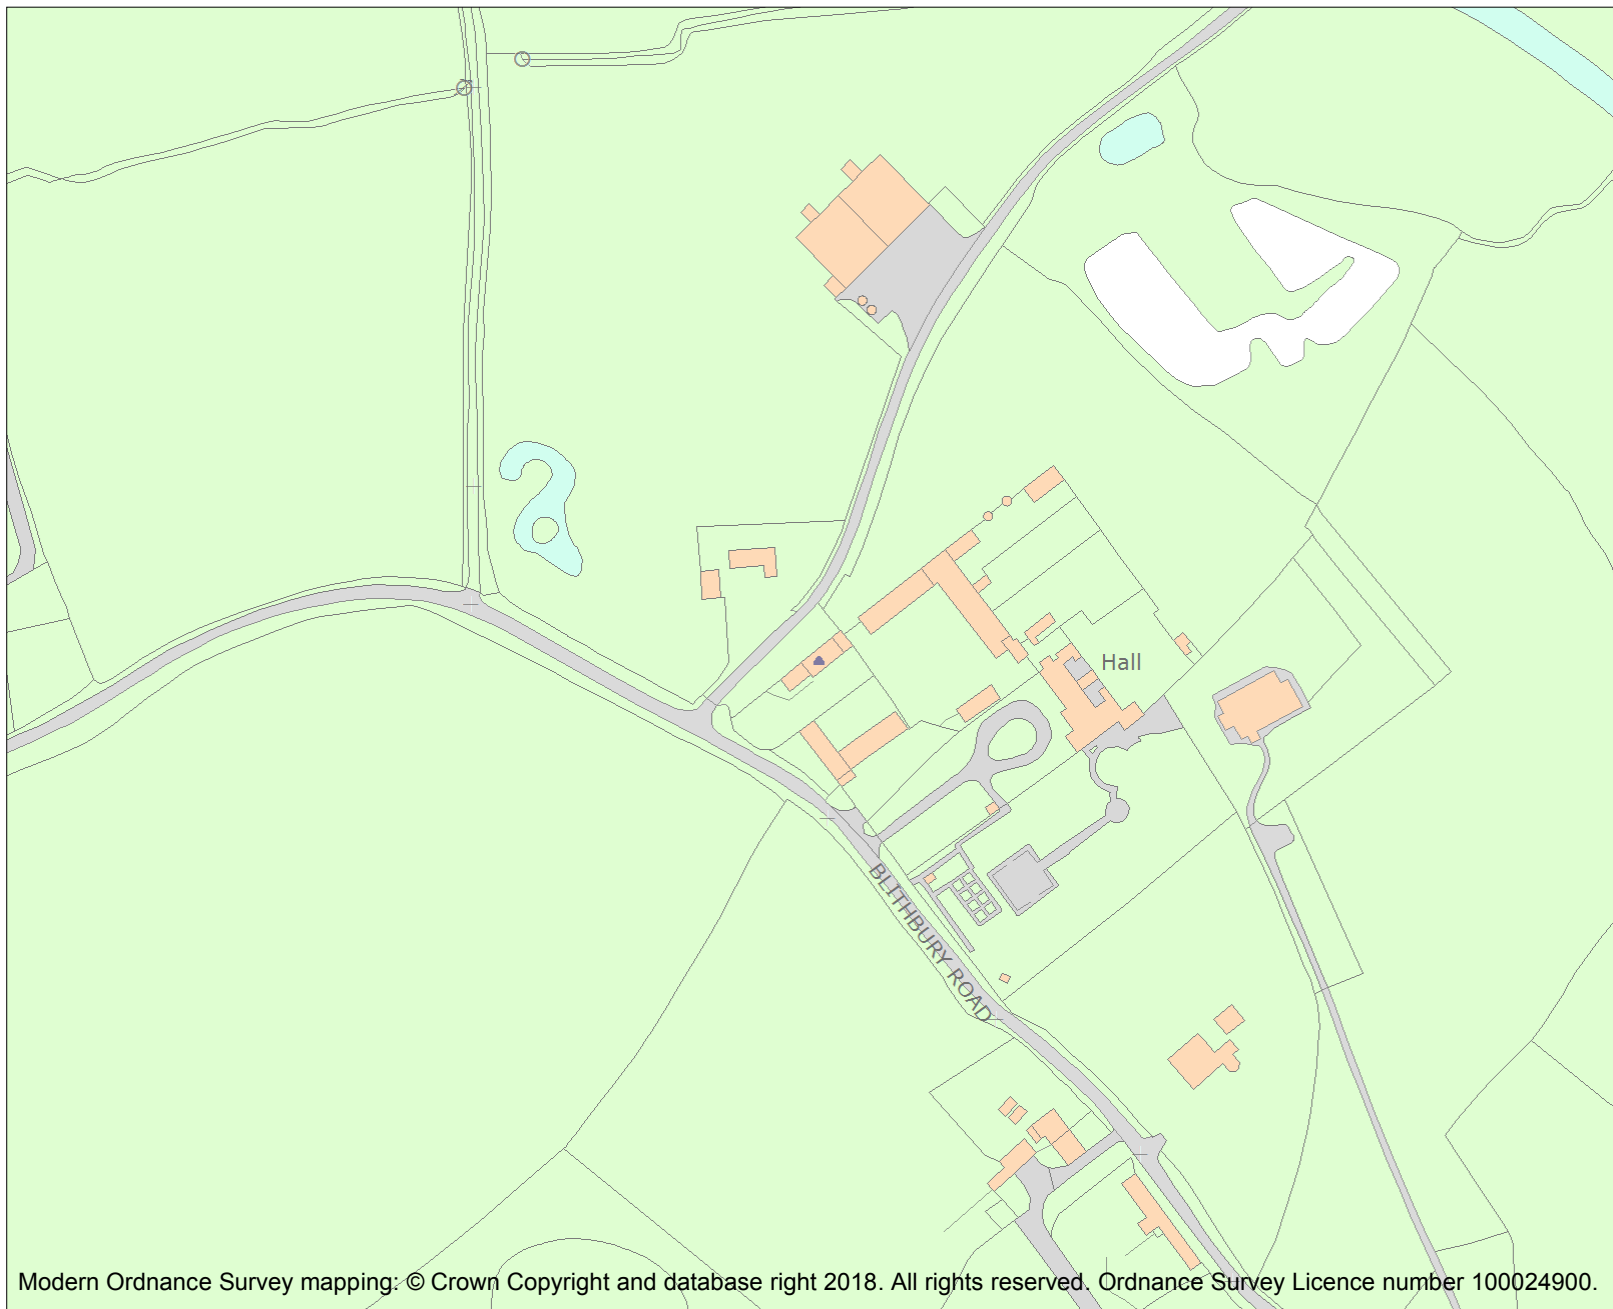 Hall
BLITHBURY ROAD
Modern Ordnance Survey mapping: © Crown Copyright and database right 2018. All rights reserved. Ordnance Survey Licence number 100024900.